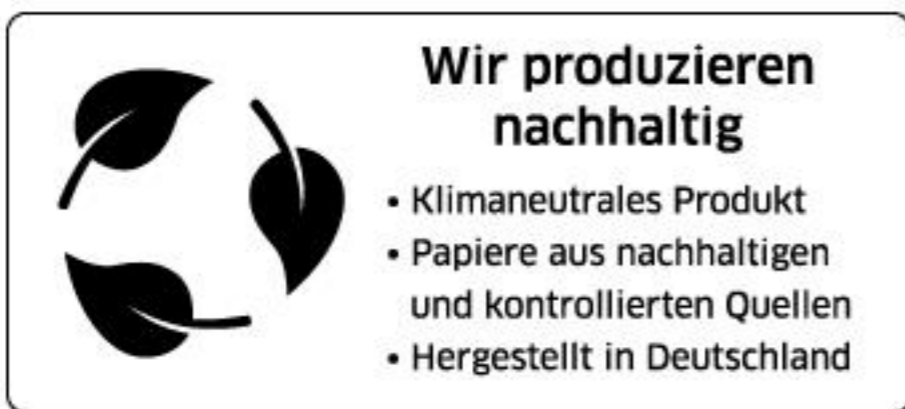 Wir produzieren
nachhaltig
• Klimaneutrales Produkt
• Papiere aus nachhaltigen
und kontrollierten Quellen
• Hergestellt in Deutschland